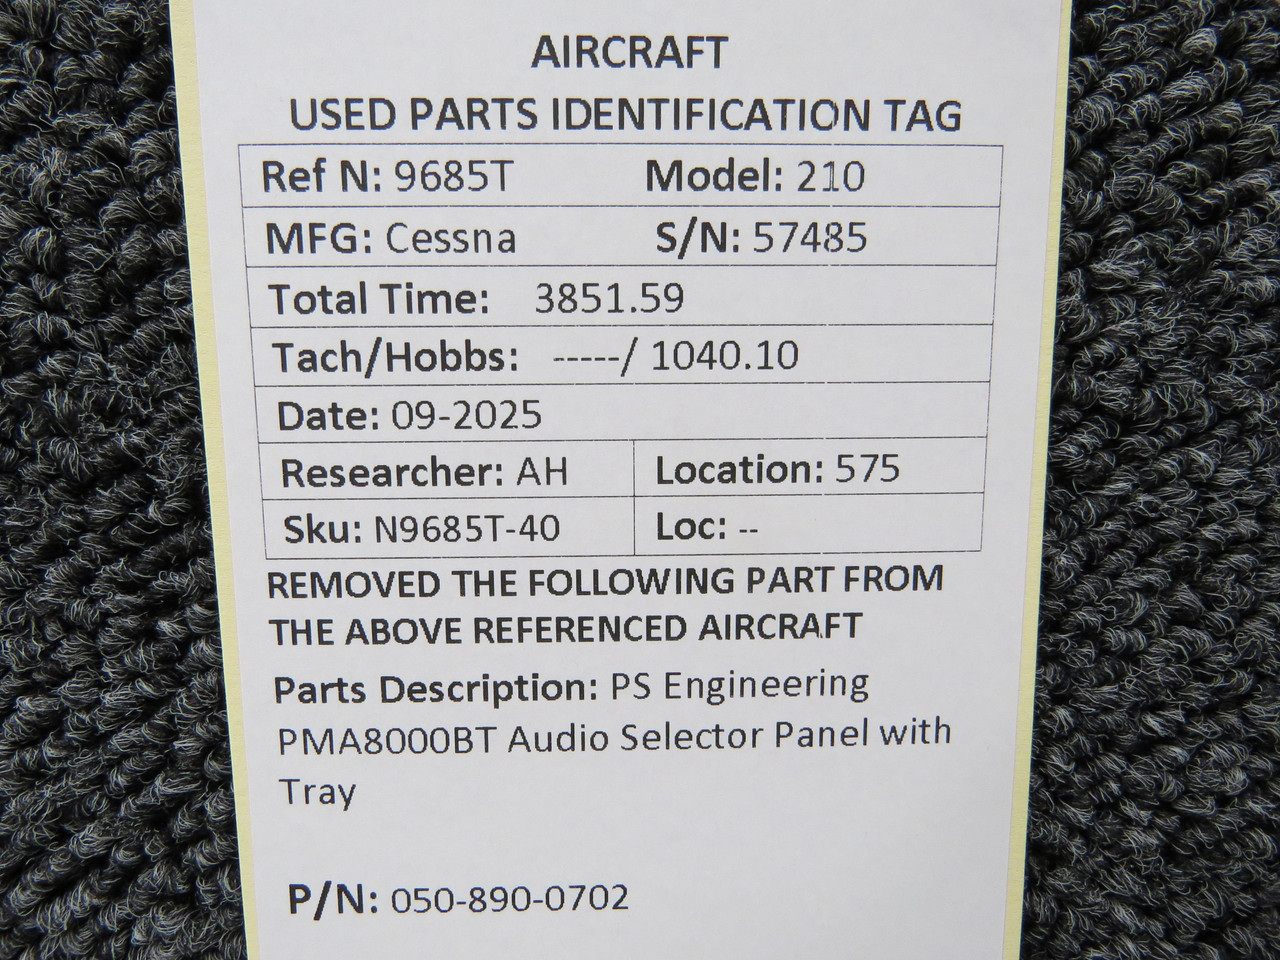 AIRCRAFT
USED PARTS IDENTIFICATION TAG
Ref N: 9685T Model: 210
MFG: Cessna S/N: 57485
Total Time: 3851.59
Tach/Hobbs: -----/ 1040.10
Date: 09-2025
Researcher: AH Location: 575
Sku: N9685T-40 Loc: --
REMOVED THE FOLLOWING PART FROM
THE ABOVE REFERENCED AIRCRAFT
Parts Description: PS Engineering
PMA8000BT Audio Selector Panel with
Tray
P/N: 050-890-0702